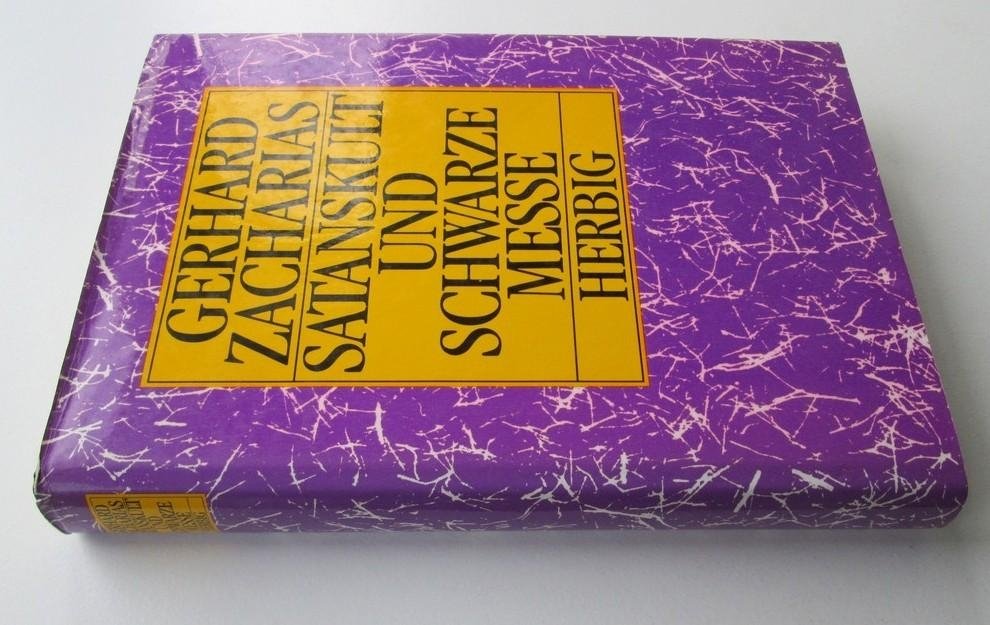 GERHARD
ZACHARIAS
SATANSKULT
UND
SCHWARZE
MESSE
HERBIG